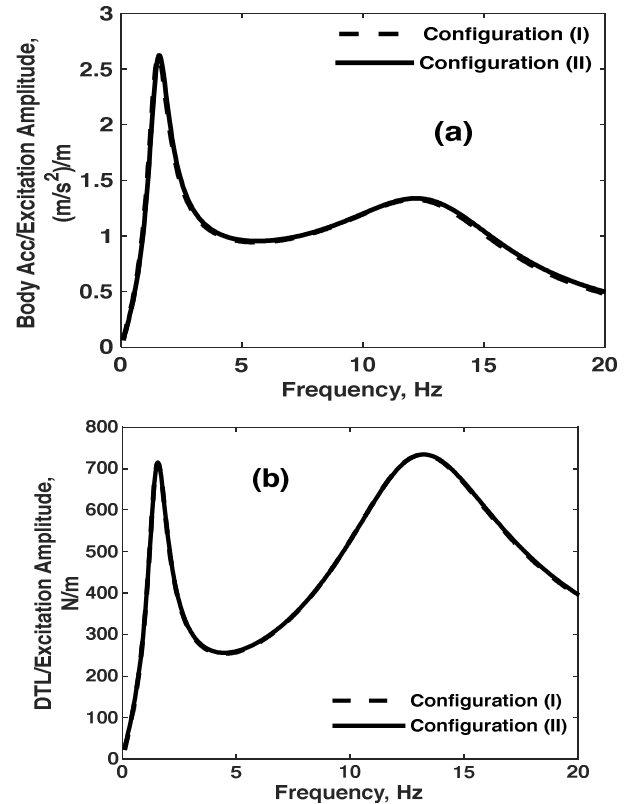 Body Acc/Excitation Amplitude,
(m/s²)/m
3
2.5
2
1.5
1
0.5
0
Configuration (I)
Configuration (II)
(a)
0
5
10
15
20
Frequency, Hz
DTL/Excitation Amplitude,
N/m
800
700
600
500
400
300
200
100
0
(b)
Configuration (I)
Configuration (II)
0
5
10
15
20
Frequency, Hz